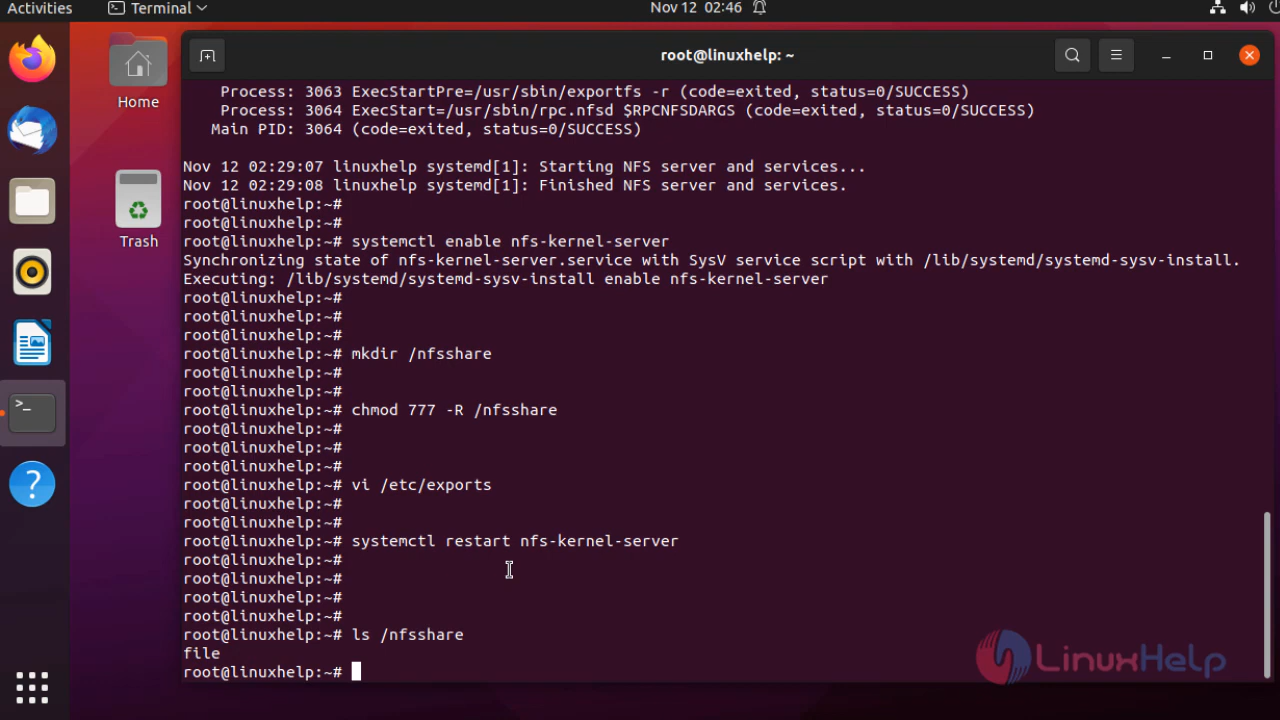 Activities
Terminal
Nov 12 02:46
root@linuxhelp: ~
Home
Trash
Process: 3063 ExecStartPre=/usr/sbin/exportfs -r (code=exited, status=0/SUCCESS)
Process: 3064 ExecStart=/usr/sbin/rpc.nfsd $RPCNFSDARGS (code=exited, status=0/SUCCESS)
Main PID: 3064 (code=exited, status=0/SUCCESS)
Nov 12 02:29:07 linuxhelp systemd[1]: Starting NFS server and services...
Nov 12 02:29:08 linuxhelp systemd[1]: Finished NFS server and services.
root@linuxhelp:~#
root@linuxhelp:~#
root@linuxhelp:~# systemctl enable nfs-kernel-server
Synchronizing state of nfs-kernel-server.service with SysV service script with /lib/systemd/systemd-sysv-install.
Executing: /lib/systemd/systemd-sysv-install enable nfs-kernel-server
root@linuxhelp:~#
root@linuxhelp:~#
root@linuxhelp:~#
root@linuxhelp:~# mkdir /nfsshare
root@linuxhelp:~#
root@linuxhelp:~#
root@linuxhelp:~# chmod 777 -R /nfsshare
root@linuxhelp:~#
root@linuxhelp:~#
root@linuxhelp:~#
root@linuxhelp:~# vi /etc/exports
root@linuxhelp:~#
root@linuxhelp:~#
root@linuxhelp:~# systemctl restart nfs-kernel-server
root@linuxhelp:~#
root@linuxhelp:~#
root@linuxhelp:~#
root@linuxhelp:~#
root@linuxhelp:~# ls /nfsshare
file
root@linuxhelp:~#
LinuxHelp